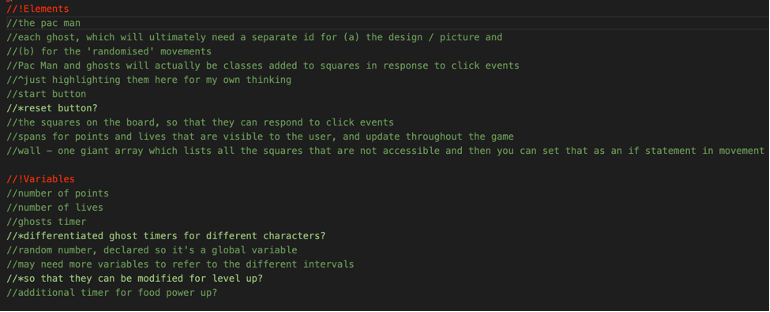 //!Elements
//the pac man
//each ghost, which will ultimately need a separate id for (a) the design / picture and
//(b) for the 'randomised' movements
//Pac Man and ghosts will actually be classes added to squares in response to click events
//^just highlighting them here for my own thinking
//start button
//*reset button?
//the squares on the board, so that they can respond to click events
//spans for points and lives that are visible to the user, and update throughout the game
//wall - one giant array which lists all the squares that are not accessible and then you can set that as an if statement in movement
//!Variables
//number of points
//number of lives
//ghosts timer
//*differentiated ghost timers for different characters?
//random number, declared so it's a global variable
//may need more variables to refer to the different intervals
//*so that they can be modified for level up?
//additional timer for food power up?